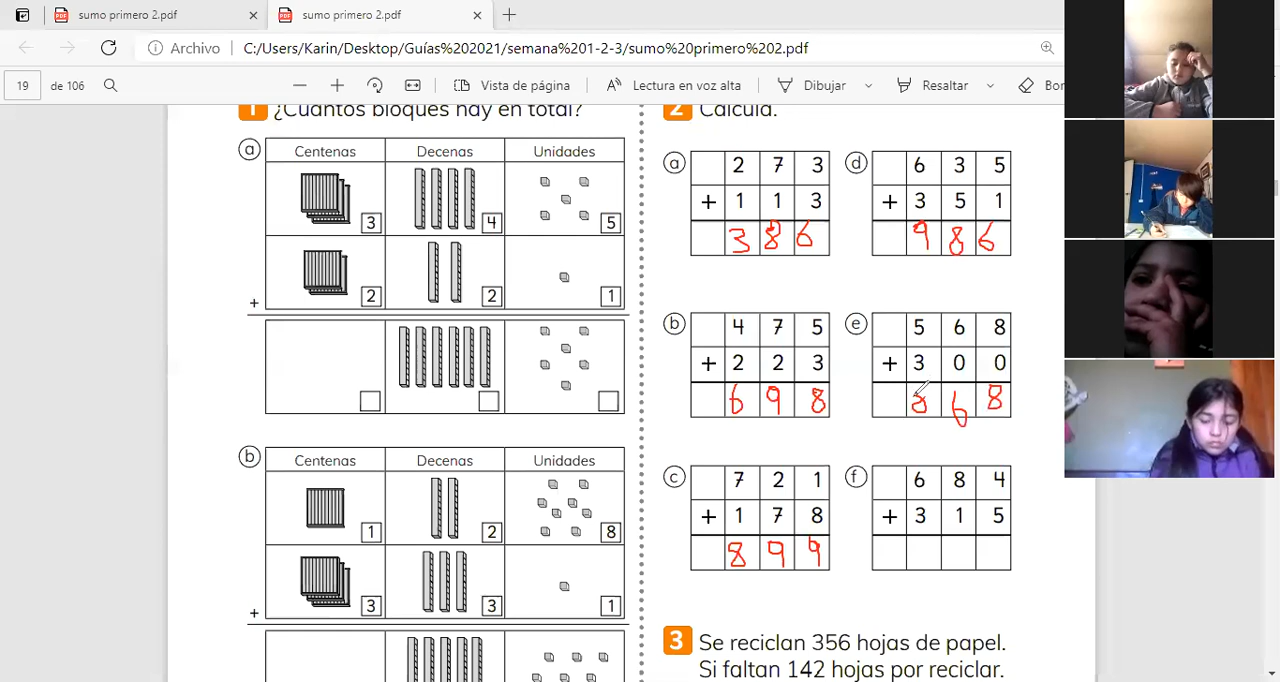 sumo primero 2.pdf
sumo primero 2.pdf
Archivo
C:/Users/Karin/Desktop/Guías%202021/semana%201-2-3/sumo%20primero%202.pdf
19 de 106
Vista de página
Lectura en voz alta
Dibujar
Resaltar
Bor
1 ¿Cuántos bloques hay en total?
a
Centenas Decenas Unidades
3 4 5
+ 2 2 1
b
Centenas Decenas Unidades
1 2 8
+ 3 3 1
2 Calcula.
a
2 7 3
+ 1 1 3
3 8 6
d
6 3 5
+ 3 5 1
9 8 6
b
4 7 5
+ 2 2 3
6 9 8
e
5 6 8
+ 3 0 0
8 6 8
c
7 2 1
+ 1 7 8
8 9 9
f
6 8 4
+ 3 1 5
3 Se reciclan 356 hojas de papel.
Si faltan 142 hojas por reciclar.